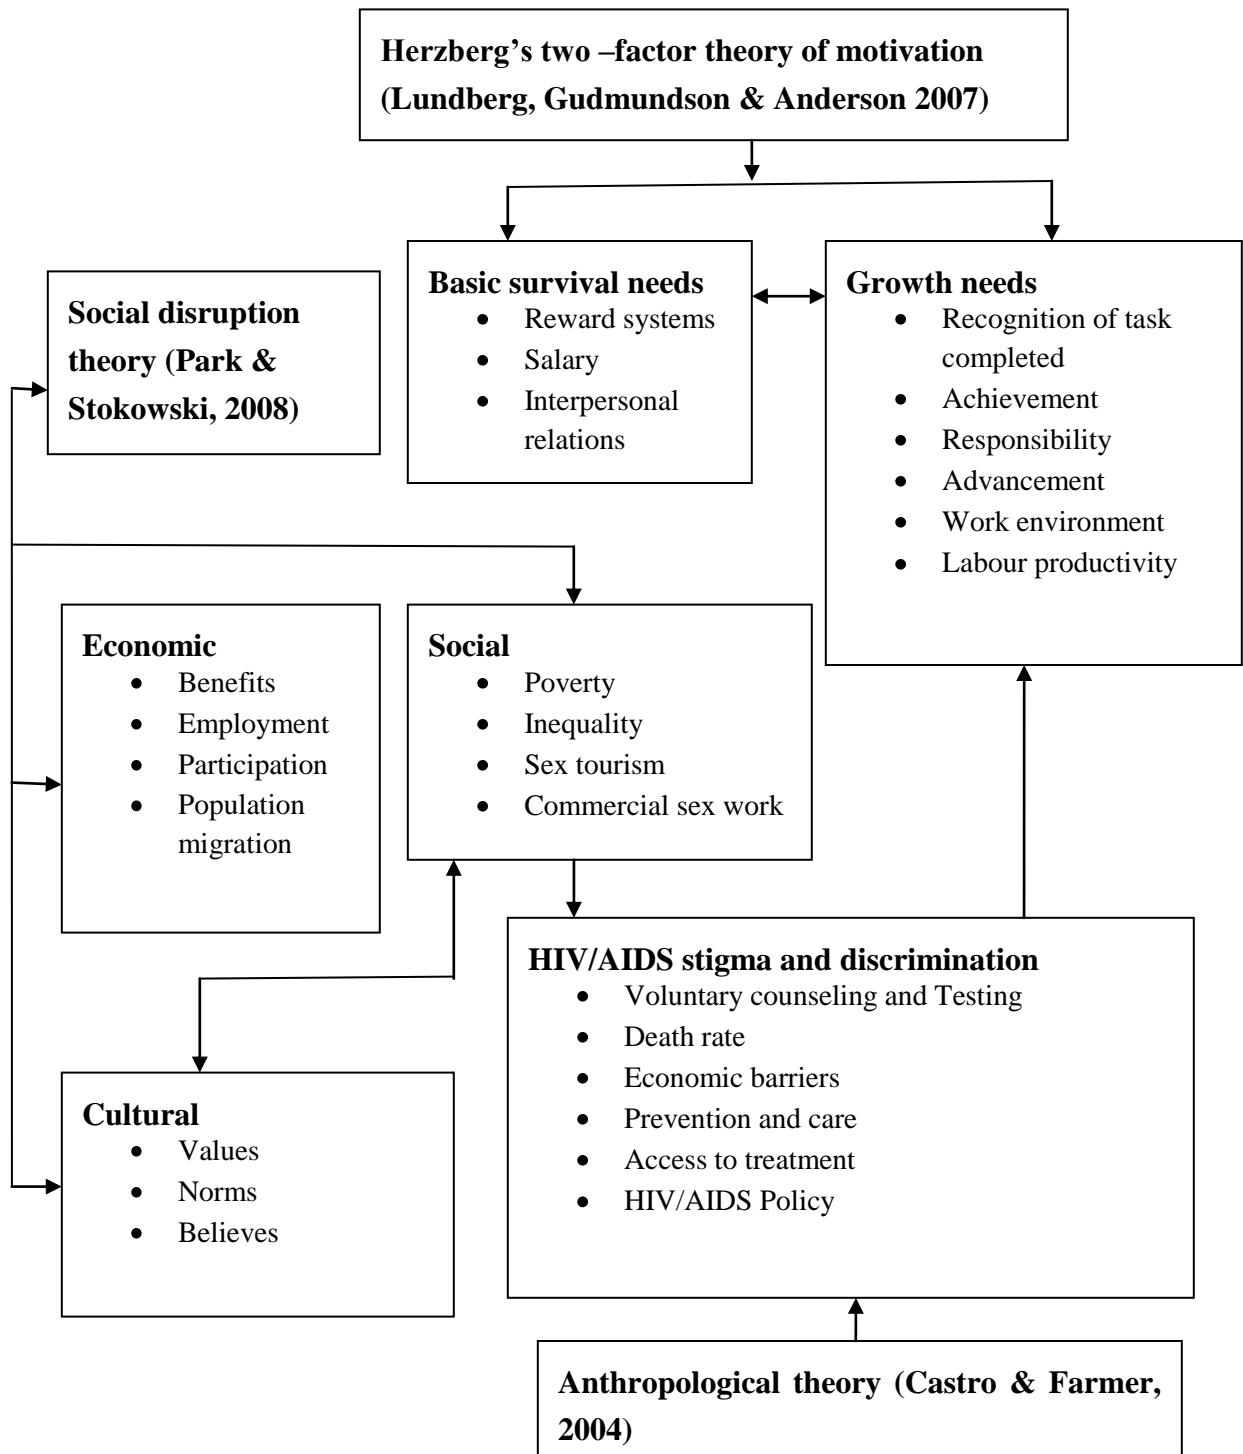 Herzberg’s two –factor theory of motivation
(Lundberg, Gudmundson & Anderson 2007)
Basic survival needs
• Reward systems
• Salary
• Interpersonal
relations
Growth needs
• Recognition of task
completed
• Achievement
• Responsibility
• Advancement
• Work environment
• Labour productivity
Social disruption
theory (Park &
Stokowski, 2008)
Economic
• Benefits
• Employment
• Participation
• Population
migration
Social
• Poverty
• Inequality
• Sex tourism
• Commercial sex work
HIV/AIDS stigma and discrimination
• Voluntary counseling and Testing
• Death rate
• Economic barriers
• Prevention and care
• Access to treatment
• HIV/AIDS Policy
Cultural
• Values
• Norms
• Believes
Anthropological theory (Castro & Farmer,
2004)